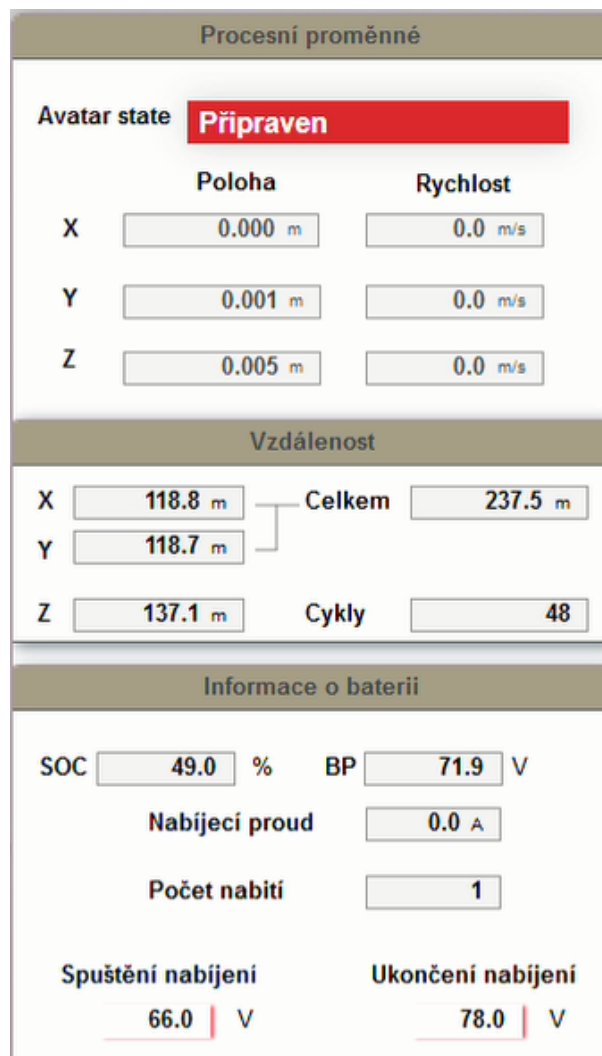 Procesní proměnné
Avatar state Připraven
Poloha Rychlost
X 0.000 m 0.0 m/s
Y 0.001 m 0.0 m/s
Z 0.005 m 0.0 m/s
Vzdálenost
X 118.8 m Celkem 237.5 m
Y 118.7 m
Z 137.1 m Cykly 48
Informace o baterii
SOC 49.0 % BP 71.9 V
Nabíjecí proud 0.0 A
Počet nabití 1
Spuštění nabíjení Ukončení nabíjení
66.0 V 78.0 V